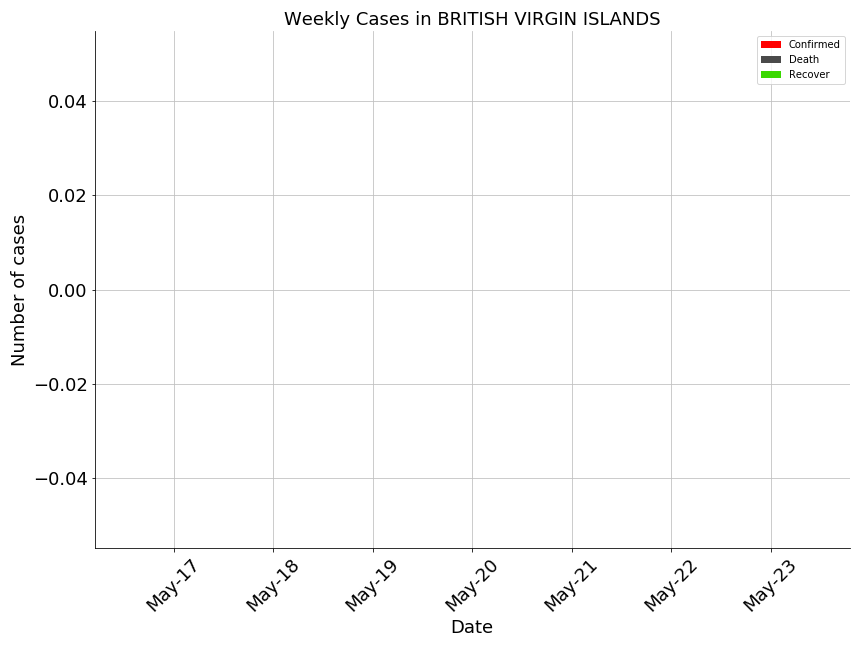 Weekly Cases in BRITISH VIRGIN ISLANDS
Confirmed
Death
Recover
0.04
0.02
0.00
−0.02
−0.04
Number of cases
May-17
May-18
May-19
May-20
May-21
May-22
May-23
Date